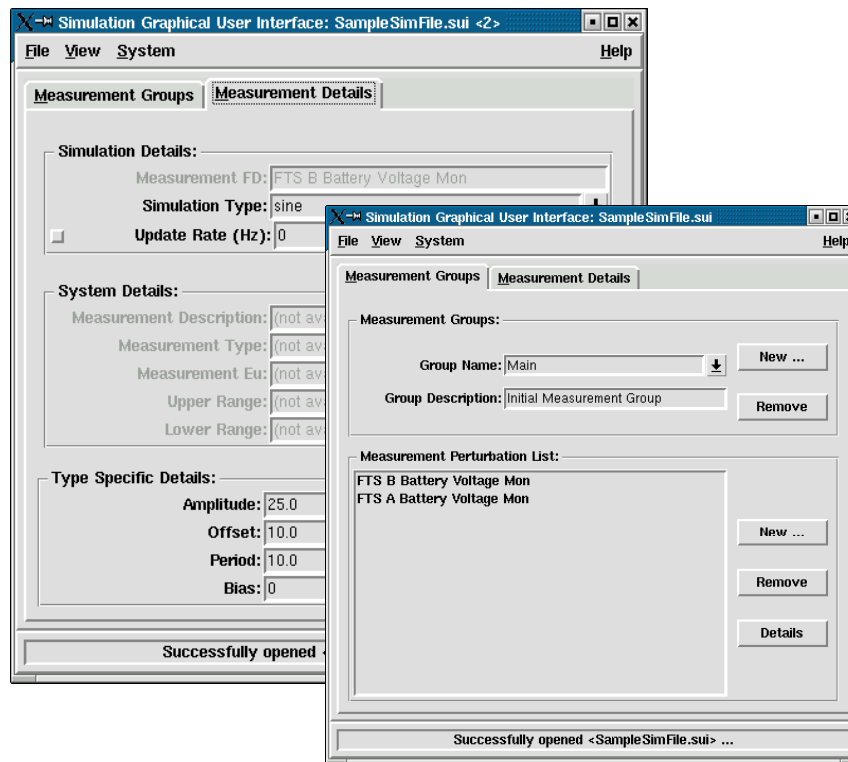 Simulation Graphical User Interface: SampleSimFile.sui <2>
File View System Help
Measurement Groups Measurement Details
Simulation Details:
Measurement FD: FTS B Battery Voltage Mon
Simulation Type: sine
Update Rate (Hz): 0
System Details:
Measurement Description: (not av
Measurement Type: (not av
Measurement Eu: (not av
Upper Range: (not av
Lower Range: (not av
Type Specific Details:
Amplitude: 25.0
Offset: 10.0
Period: 10.0
Bias: 0
Successfully opened <
Simulation Graphical User Interface: SampleSimFile.sui
File View System Help
Measurement Groups Measurement Details
Measurement Groups:
Group Name: Main
New ...
Group Description: Initial Measurement Group
Remove
Measurement Perturbation List:
FTS B Battery Voltage Mon
FTS A Battery Voltage Mon
New ...
Remove
Details
Successfully opened <SampleSimFile.sui> ...